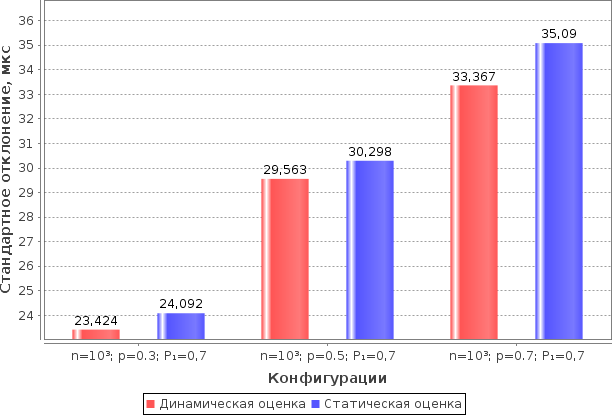 Стандартное отклонение, мкс
36
35
34
33
32
31
30
29
28
27
26
25
24
23,424
24,092
29,563
30,298
33,367
35,09
n=10³; p=0.3; P₁=0,7
n=10³; p=0.5; P₁=0,7
n=10³; p=0.7; P₁=0,7
Конфигурации
Динамическая оценка
Статическая оценка